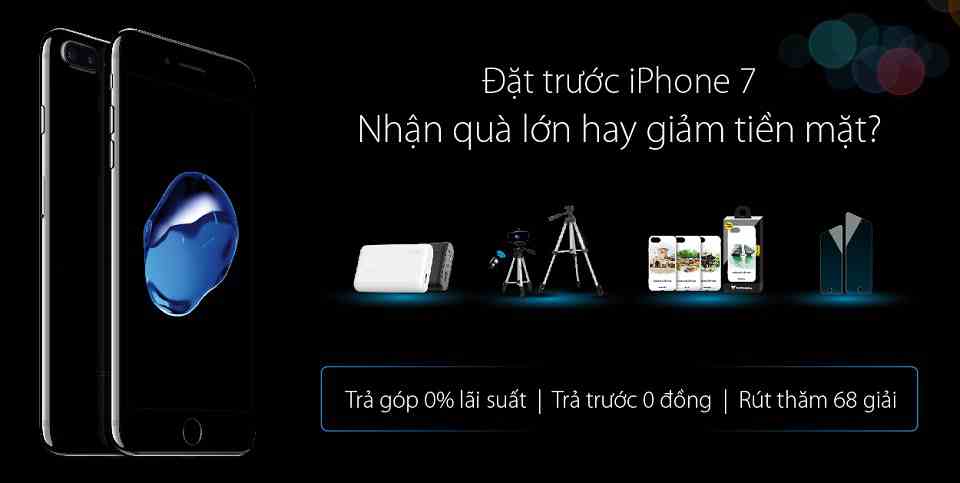 Đặt trước iPhone 7
Nhận quà lớn hay giảm tiền mặt?
Trả góp 0% lãi suất | Trả trước 0 đồng | Rút thăm 68 giải